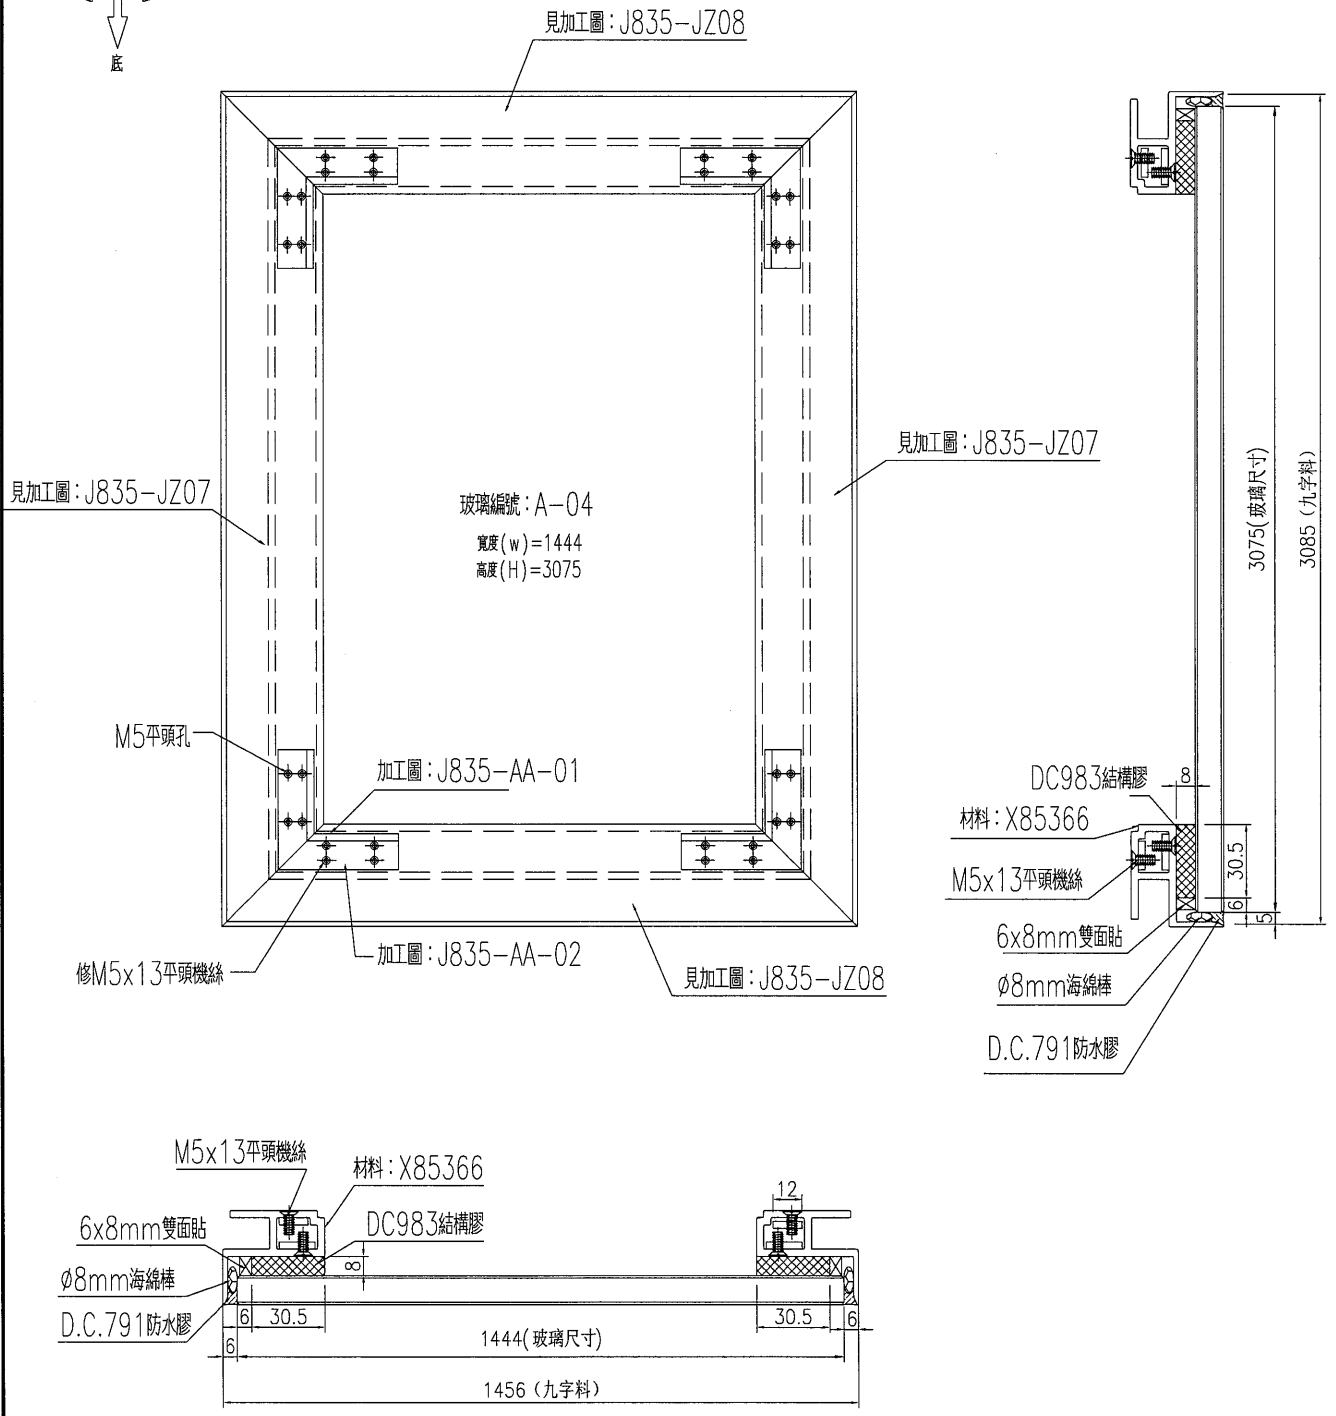 底
見加工圖:J835-JZ08
見加工圖:J835-JZ07
見加工圖:J835-JZ07
玻璃編號:A-04
寬度(w)=1444
高度(H)=3075
3075(玻璃尺寸)
3085(九字料)
M5平頭孔
加工圖:J835-AA-01
加工圖:J835-AA-02
修M5x13平頭機絲
見加工圖:J835-JZ08
DC983結構膠
8
材料:X85366
M5x13平頭機絲
30.5
6
5
6x8mm雙面貼
Ø8mm海綿棒
D.C.791防水膠
M5x13平頭機絲
材料:X85366
12
6x8mm雙面貼
DC983結構膠
8
Ø8mm海綿棒
D.C.791防水膠
6
30.5
30.5
6
6
1444(玻璃尺寸)
1456(九字料)